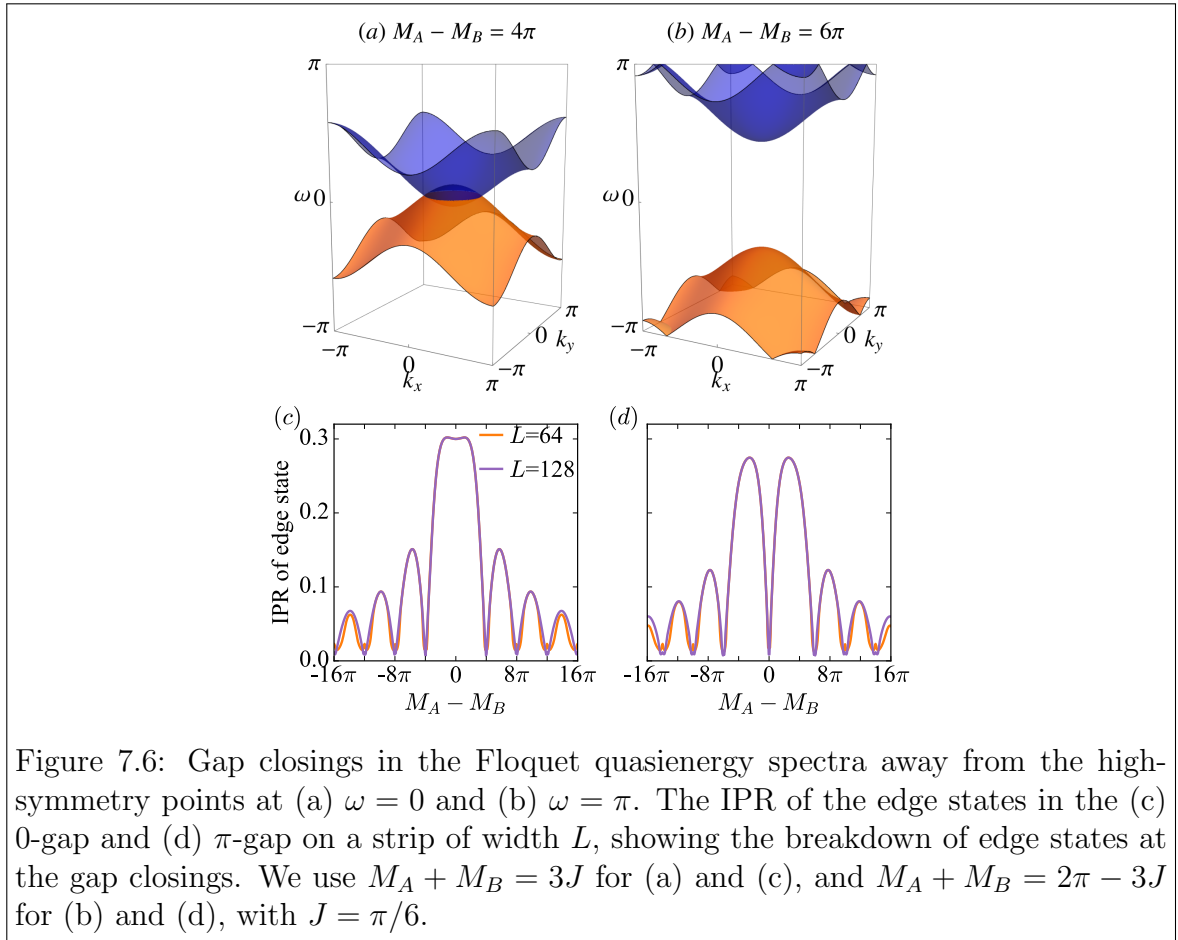 (a) M_A − M_B = 4π
(b) M_A − M_B = 6π
π
π
ω0
ω0
−π
−π
−π
0
k_x
π
−π
0
k_y
π
−π
0
k_x
π
−π
0
k_y
π
(c)
(d)
0.3
L=64
L=128
0.2
0.1
0.0
IPR of edge state
-16π -8π 0 8π 16π
-16π -8π 0 8π 16π
M_A − M_B
M_A − M_B
Figure 7.6: Gap closings in the Floquet quasienergy spectra away from the high-
symmetry points at (a) ω = 0 and (b) ω = π. The IPR of the edge states in the (c)
0-gap and (d) π-gap on a strip of width L, showing the breakdown of edge states at
the gap closings. We use M_A + M_B = 3J for (a) and (c), and M_A + M_B = 2π − 3J
for (b) and (d), with J = π/6.